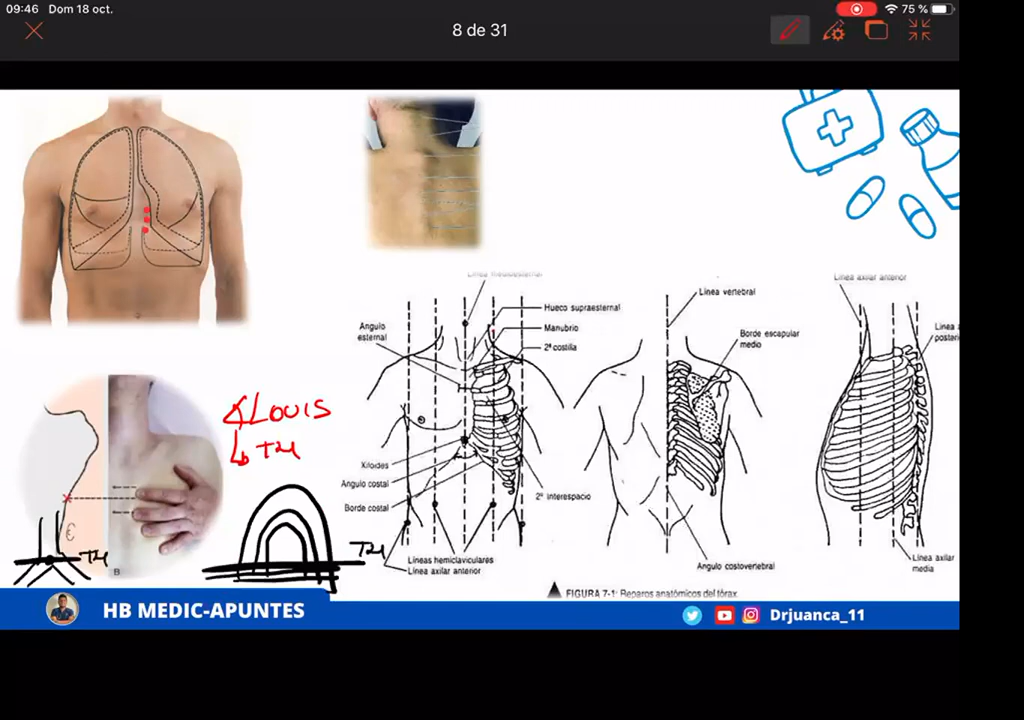 09:46 Dom 18 oct.
75 %
8 de 31
Línea medioesternal
Línea axilar anterior
Hueco supraesternal
Manubrio
2ª costilla
Angulo
esternal
Línea vertebral
Borde escapular
medio
Línea
LOUIS
T4
Xifoides
Angulo costal
Borde costal
2º interespacio
Líneas hemiclaviculares
Línea axilar anterior
Angulo costovertebral
Línea axilar
media
T4
T4
B
FIGURA 7-1: Reparos anatómicos del tórax.
HB MEDIC-APUNTES
Drjuanca_11